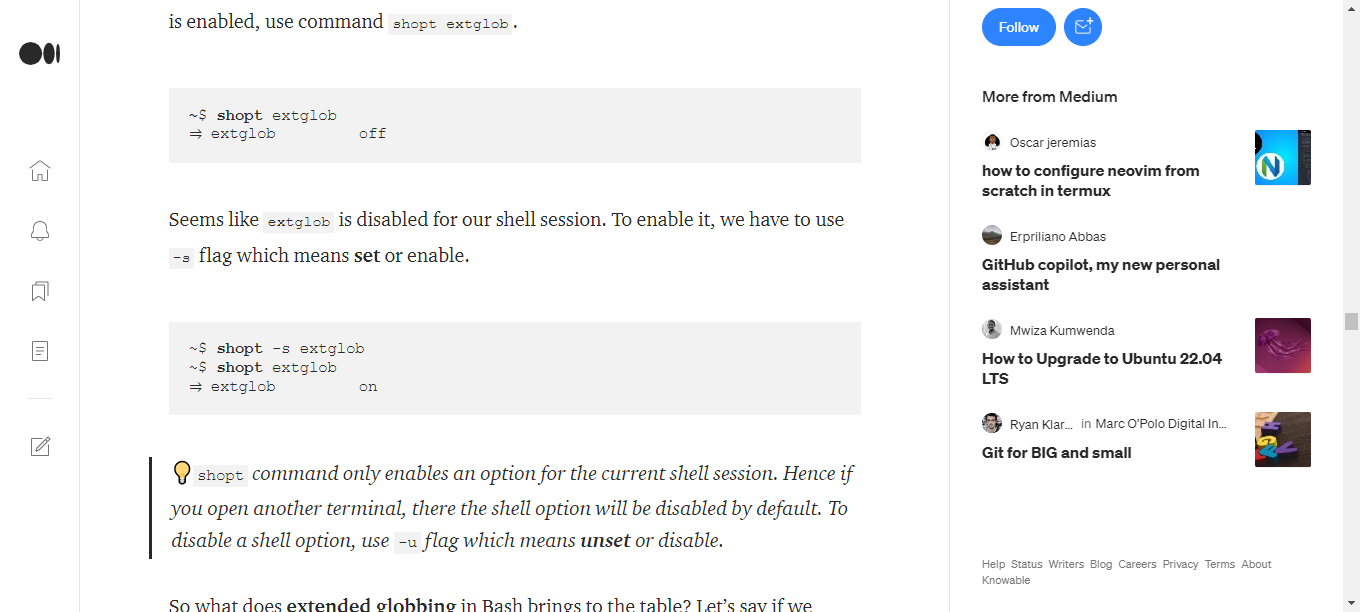 is enabled, use command shopt extglob.
~$ shopt extglob
⇒ extglob off
Seems like extglob is disabled for our shell session. To enable it, we have to use
-s flag which means set or enable.
~$ shopt -s extglob
~$ shopt extglob
⇒ extglob on
shopt command only enables an option for the current shell session. Hence if
you open another terminal, there the shell option will be disabled by default. To
disable a shell option, use -u flag which means unset or disable.
So what does extended globbing in Bash brings to the table? Let's say if we
Follow
More from Medium
Oscar jeremias
how to configure neovim from
scratch in termux
Erpriliano Abbas
GitHub copilot, my new personal
assistant
Mwiza Kumwenda
How to Upgrade to Ubuntu 22.04
LTS
Ryan Klar... in Marc O'Polo Digital In...
Git for BIG and small
Help Status Writers Blog Careers Privacy Terms About
Knowable